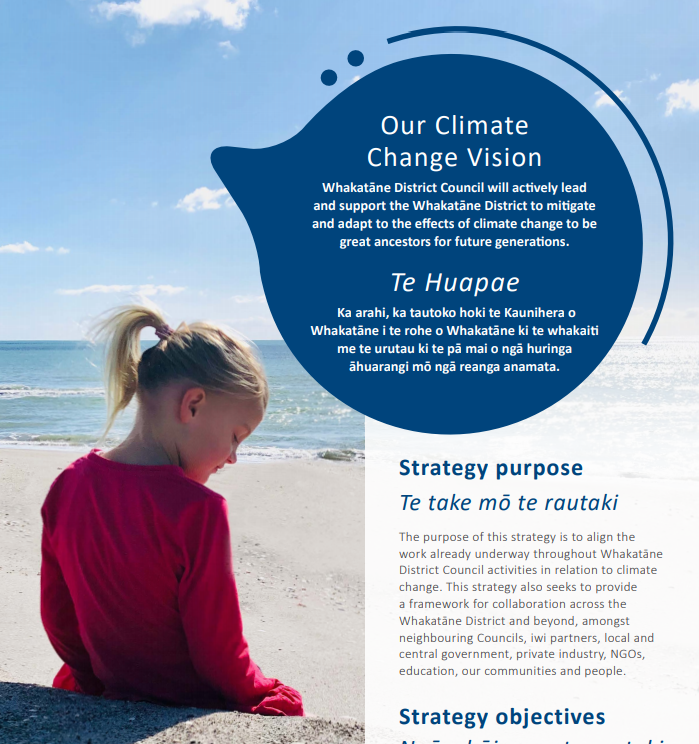 Our Climate
Change Vision
Whakatāne District Council will actively lead
and support the Whakatāne District to mitigate
and adapt to the effects of climate change to be
great ancestors for future generations.
Te Huapae
Ka arahi, ka tautoko hoki te Kaunihera o
Whakatāne i te rohe o Whakatāne ki te whakaiti
me te urutau ki te pā mai o ngā huringa
āhuarangi mō ngā reanga anamata.
Strategy purpose
Te take mō te rautaki
The purpose of this strategy is to align the
work already underway throughout Whakatāne
District Council activities in relation to climate
change. This strategy also seeks to provide
a framework for collaboration across the
Whakatāne District and beyond, amongst
neighbouring Councils, iwi partners, local and
central government, private industry, NGOs,
education, our communities and people.
Strategy objectives